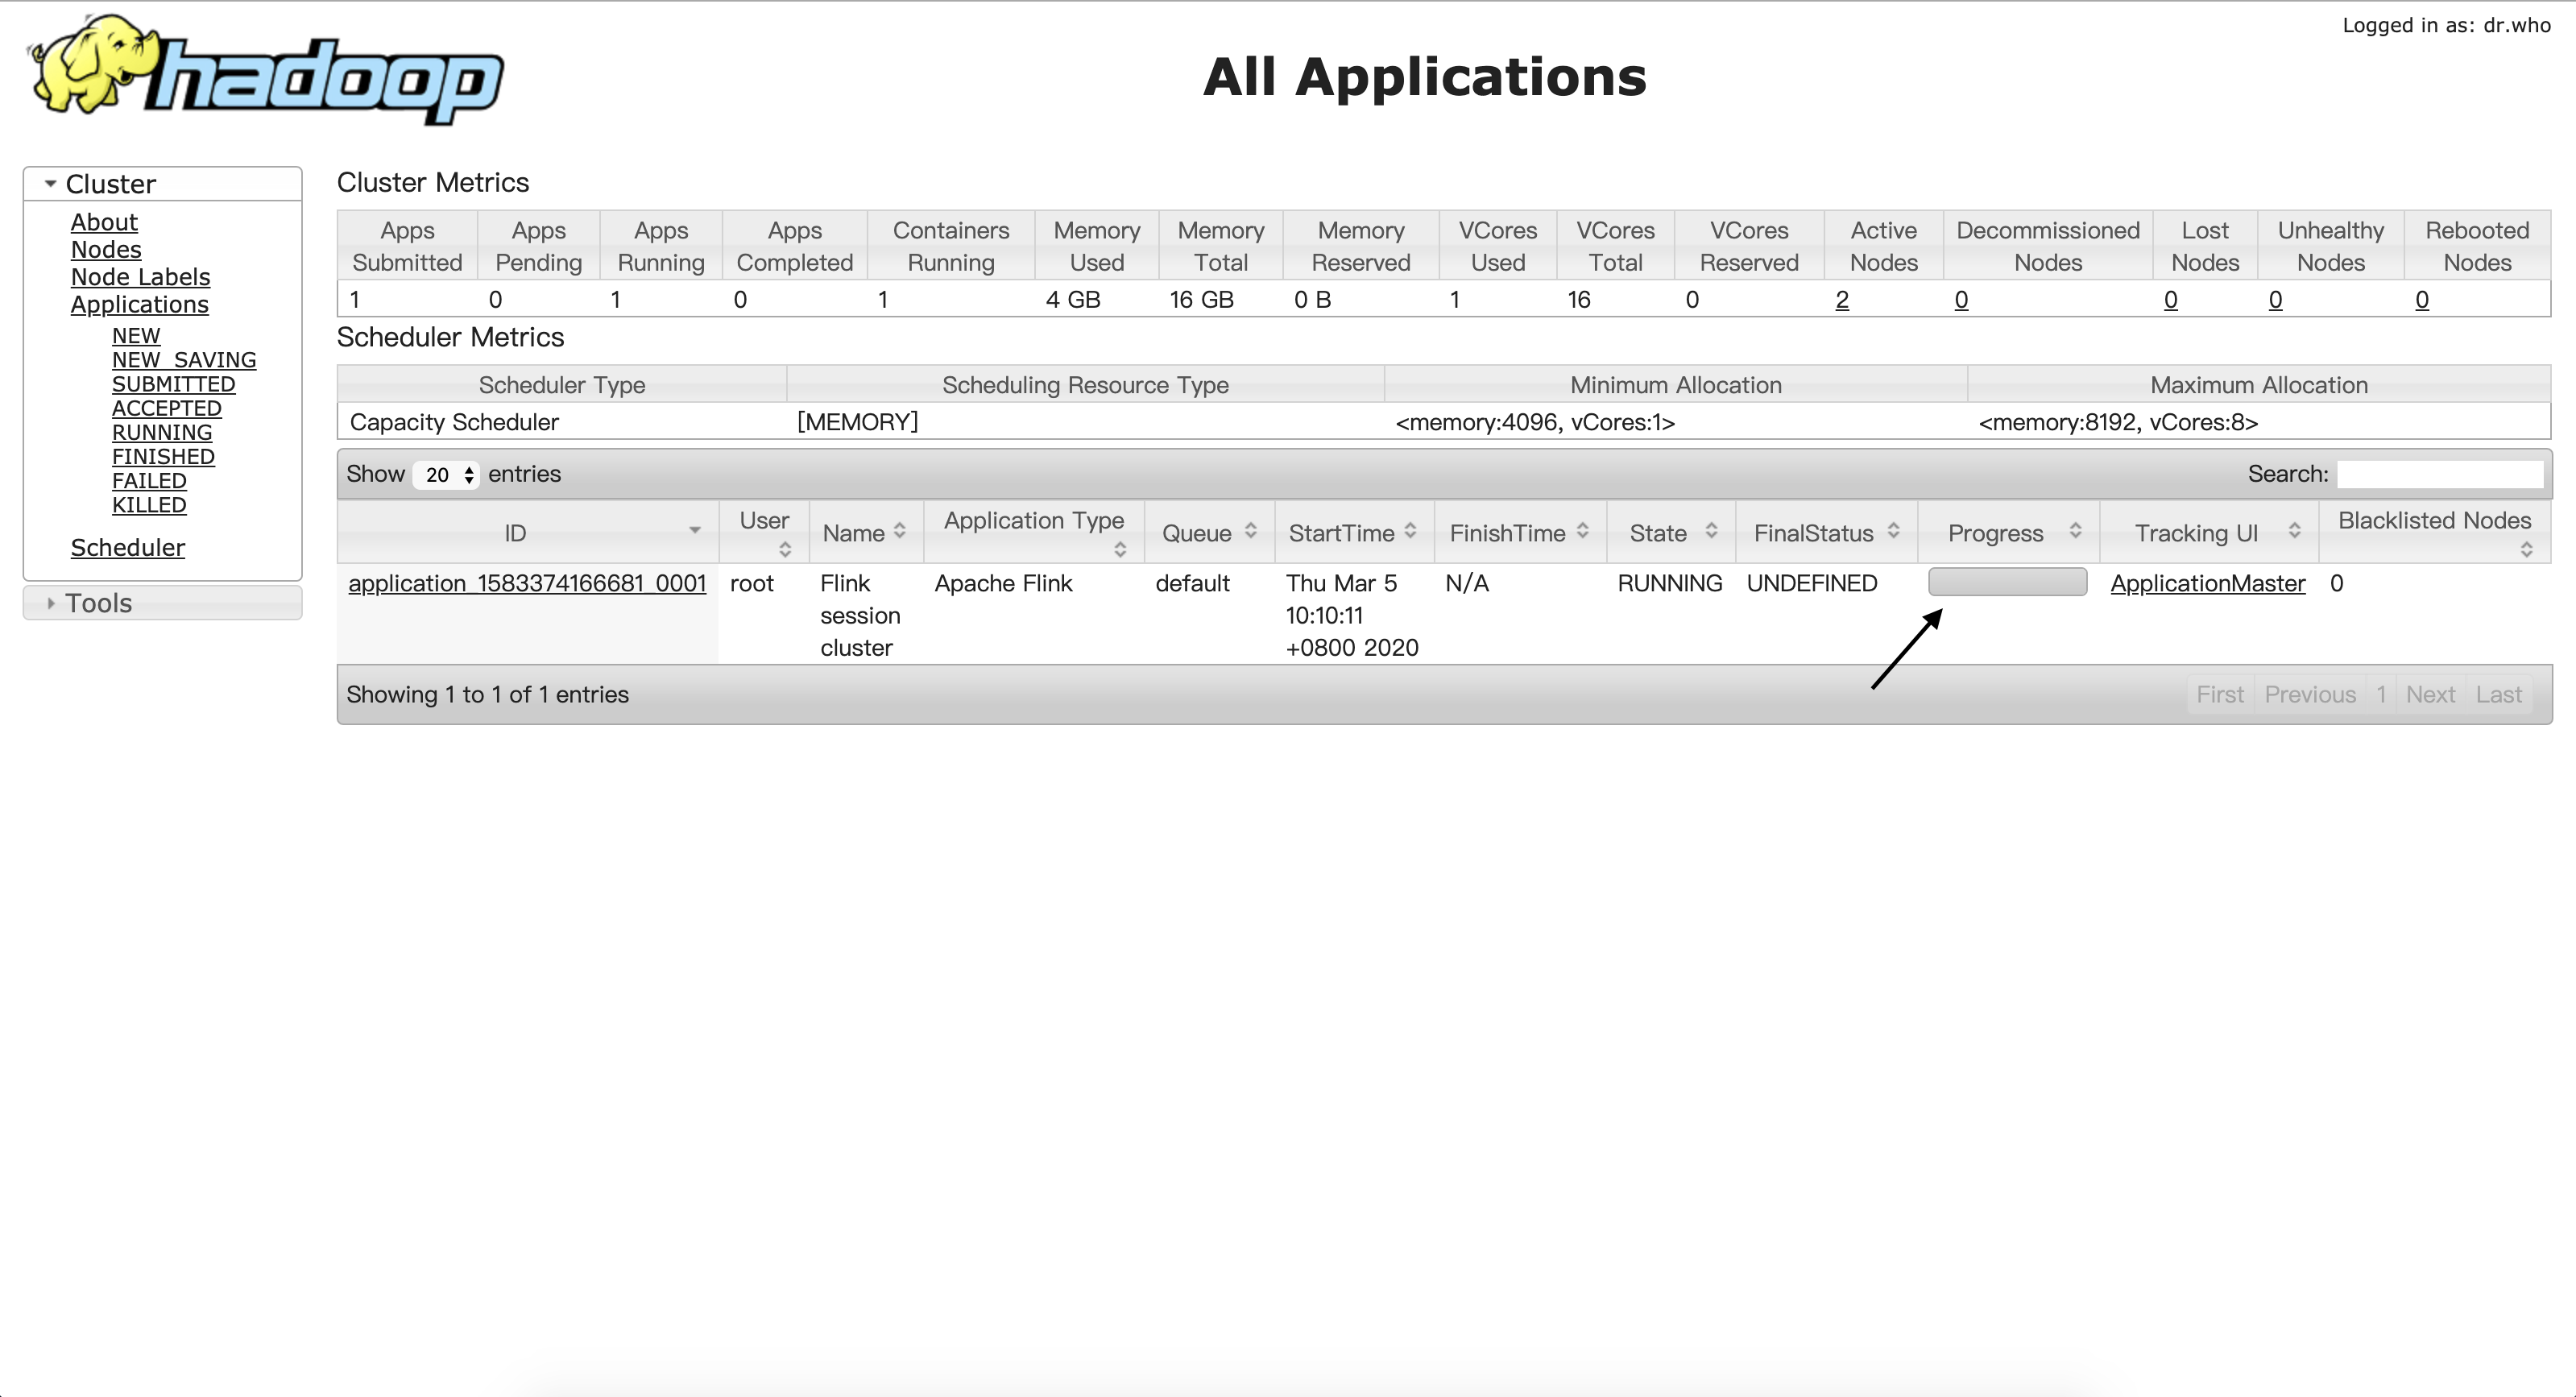 Logged in as: dr.who
hadoop
All Applications
Cluster
About
Nodes
Node Labels
Applications
NEW
NEW_SAVING
SUBMITTED
ACCEPTED
RUNNING
FINISHED
FAILED
KILLED
Scheduler
Tools
Cluster Metrics
Apps Submitted Apps Pending Apps Running Apps Completed Containers Running Memory Used Memory Total Memory Reserved VCores Used VCores Total VCores Reserved Active Nodes Decommissioned Nodes Lost Nodes Unhealthy Nodes Rebooted Nodes
1 0 1 0 1 4 GB 16 GB 0 B 1 16 0 2 0 0 0 0
Scheduler Metrics
Scheduler Type Scheduling Resource Type Minimum Allocation Maximum Allocation
Capacity Scheduler [MEMORY] <memory:4096, vCores:1> <memory:8192, vCores:8>
Show 20 entries Search:
ID User Name Application Type Queue StartTime FinishTime State FinalStatus Progress Tracking UI Blacklisted Nodes
application_1583374166681_0001 root Flink session cluster Apache Flink default Thu Mar 5 10:10:11 +0800 2020 N/A RUNNING UNDEFINED ApplicationMaster 0
Showing 1 to 1 of 1 entries First Previous 1 Next Last